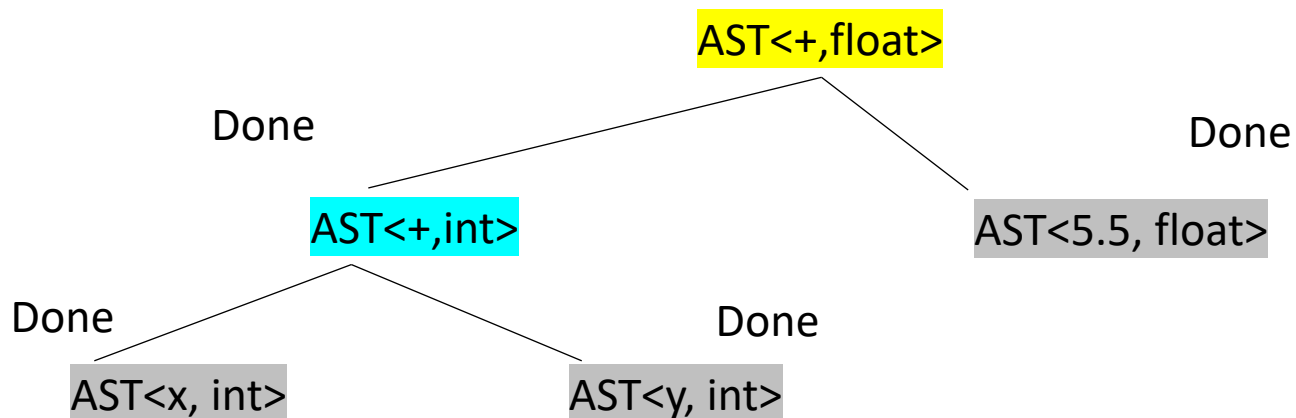 AST<+,float>
Done
Done
AST<+,int>
AST<5.5, float>
Done
Done
AST<x, int>
AST<y, int>